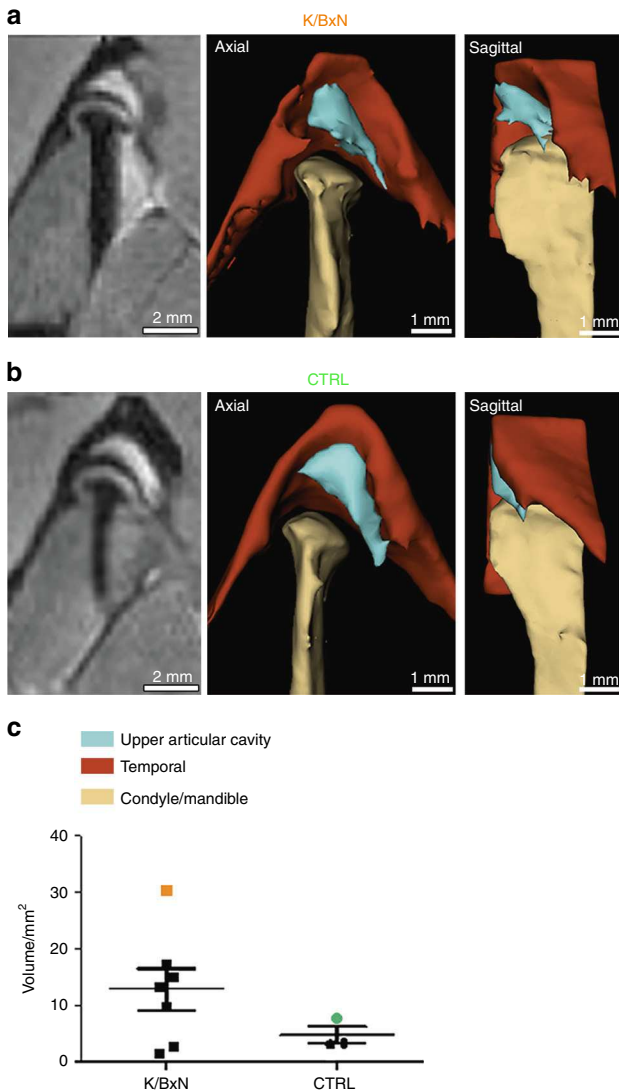 a
K/BxN
Axial
Sagittal
2 mm
1 mm
1 mm
b
CTRL
Axial
Sagittal
2 mm
1 mm
1 mm
c
Upper articular cavity
Temporal
Condyle/mandible
40
30
20
10
0
Volume/mm²
K/BxN
CTRL